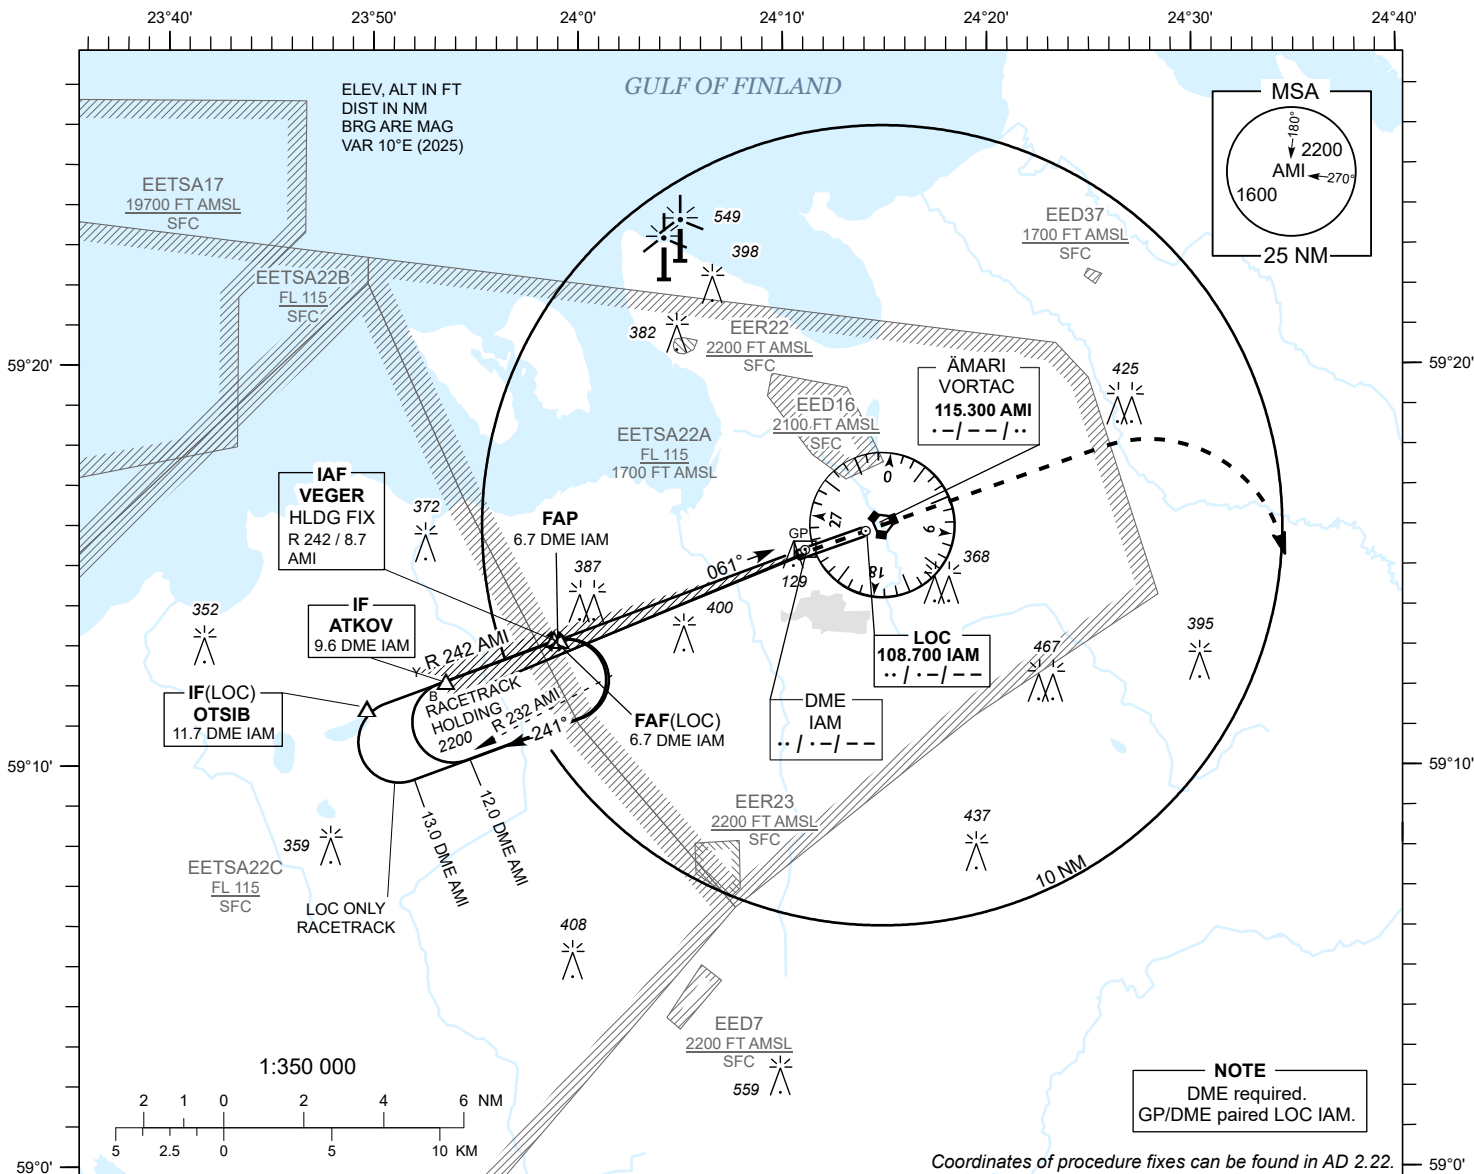 23°40'
23°50'
24°0'
24°10'
24°20'
24°30'
24°40'
ELEV, ALT IN FT
DIST IN NM
BRG ARE MAG
VAR 10°E (2025)
GULF OF FINLAND
MSA
180°
2200
AMI
270°
1600
25 NM
EETSA17
19700 FT AMSL
SFC
EED37
1700 FT AMSL
SFC
549
398
EETSA22B
FL 115
SFC
382
EER22
2200 FT AMSL
SFC
59°20'
59°20'
ÄMARI
VORTAC
115.300 AMI
·–/––/··
425
EED16
2100 FT AMSL
SFC
EETSA22A
FL 115
1700 FT AMSL
IAF
VEGER
HLDG FIX
R 242 / 8.7
AMI
372
FAP
6.7 DME IAM
0
9
18
27
GP
129
061°
387
400
368
352
IF
ATKOV
9.6 DME IAM
R 242 AMI
LOC
108.700 IAM
··/·–/––
467
395
IF(LOC)
OTSIB
11.7 DME IAM
Y
B
RACETRACK
HOLDING
2200
R 232 AMI
241°
FAF(LOC)
6.7 DME IAM
DME
IAM
··/·–/––
59°10'
59°10'
13.0 DME AMI
12.0 DME AMI
EER23
2200 FT AMSL
SFC
437
359
EETSA22C
FL 115
SFC
10 NM
LOC ONLY
RACETRACK
408
EED7
2200 FT AMSL
SFC
559
1:350 000
2 1 0 2 4 6 NM
5 2.5 0 5 10 KM
NOTE
DME required.
GP/DME paired LOC IAM.
59°0'
59°0'
Coordinates of procedure fixes can be found in AD 2.22.